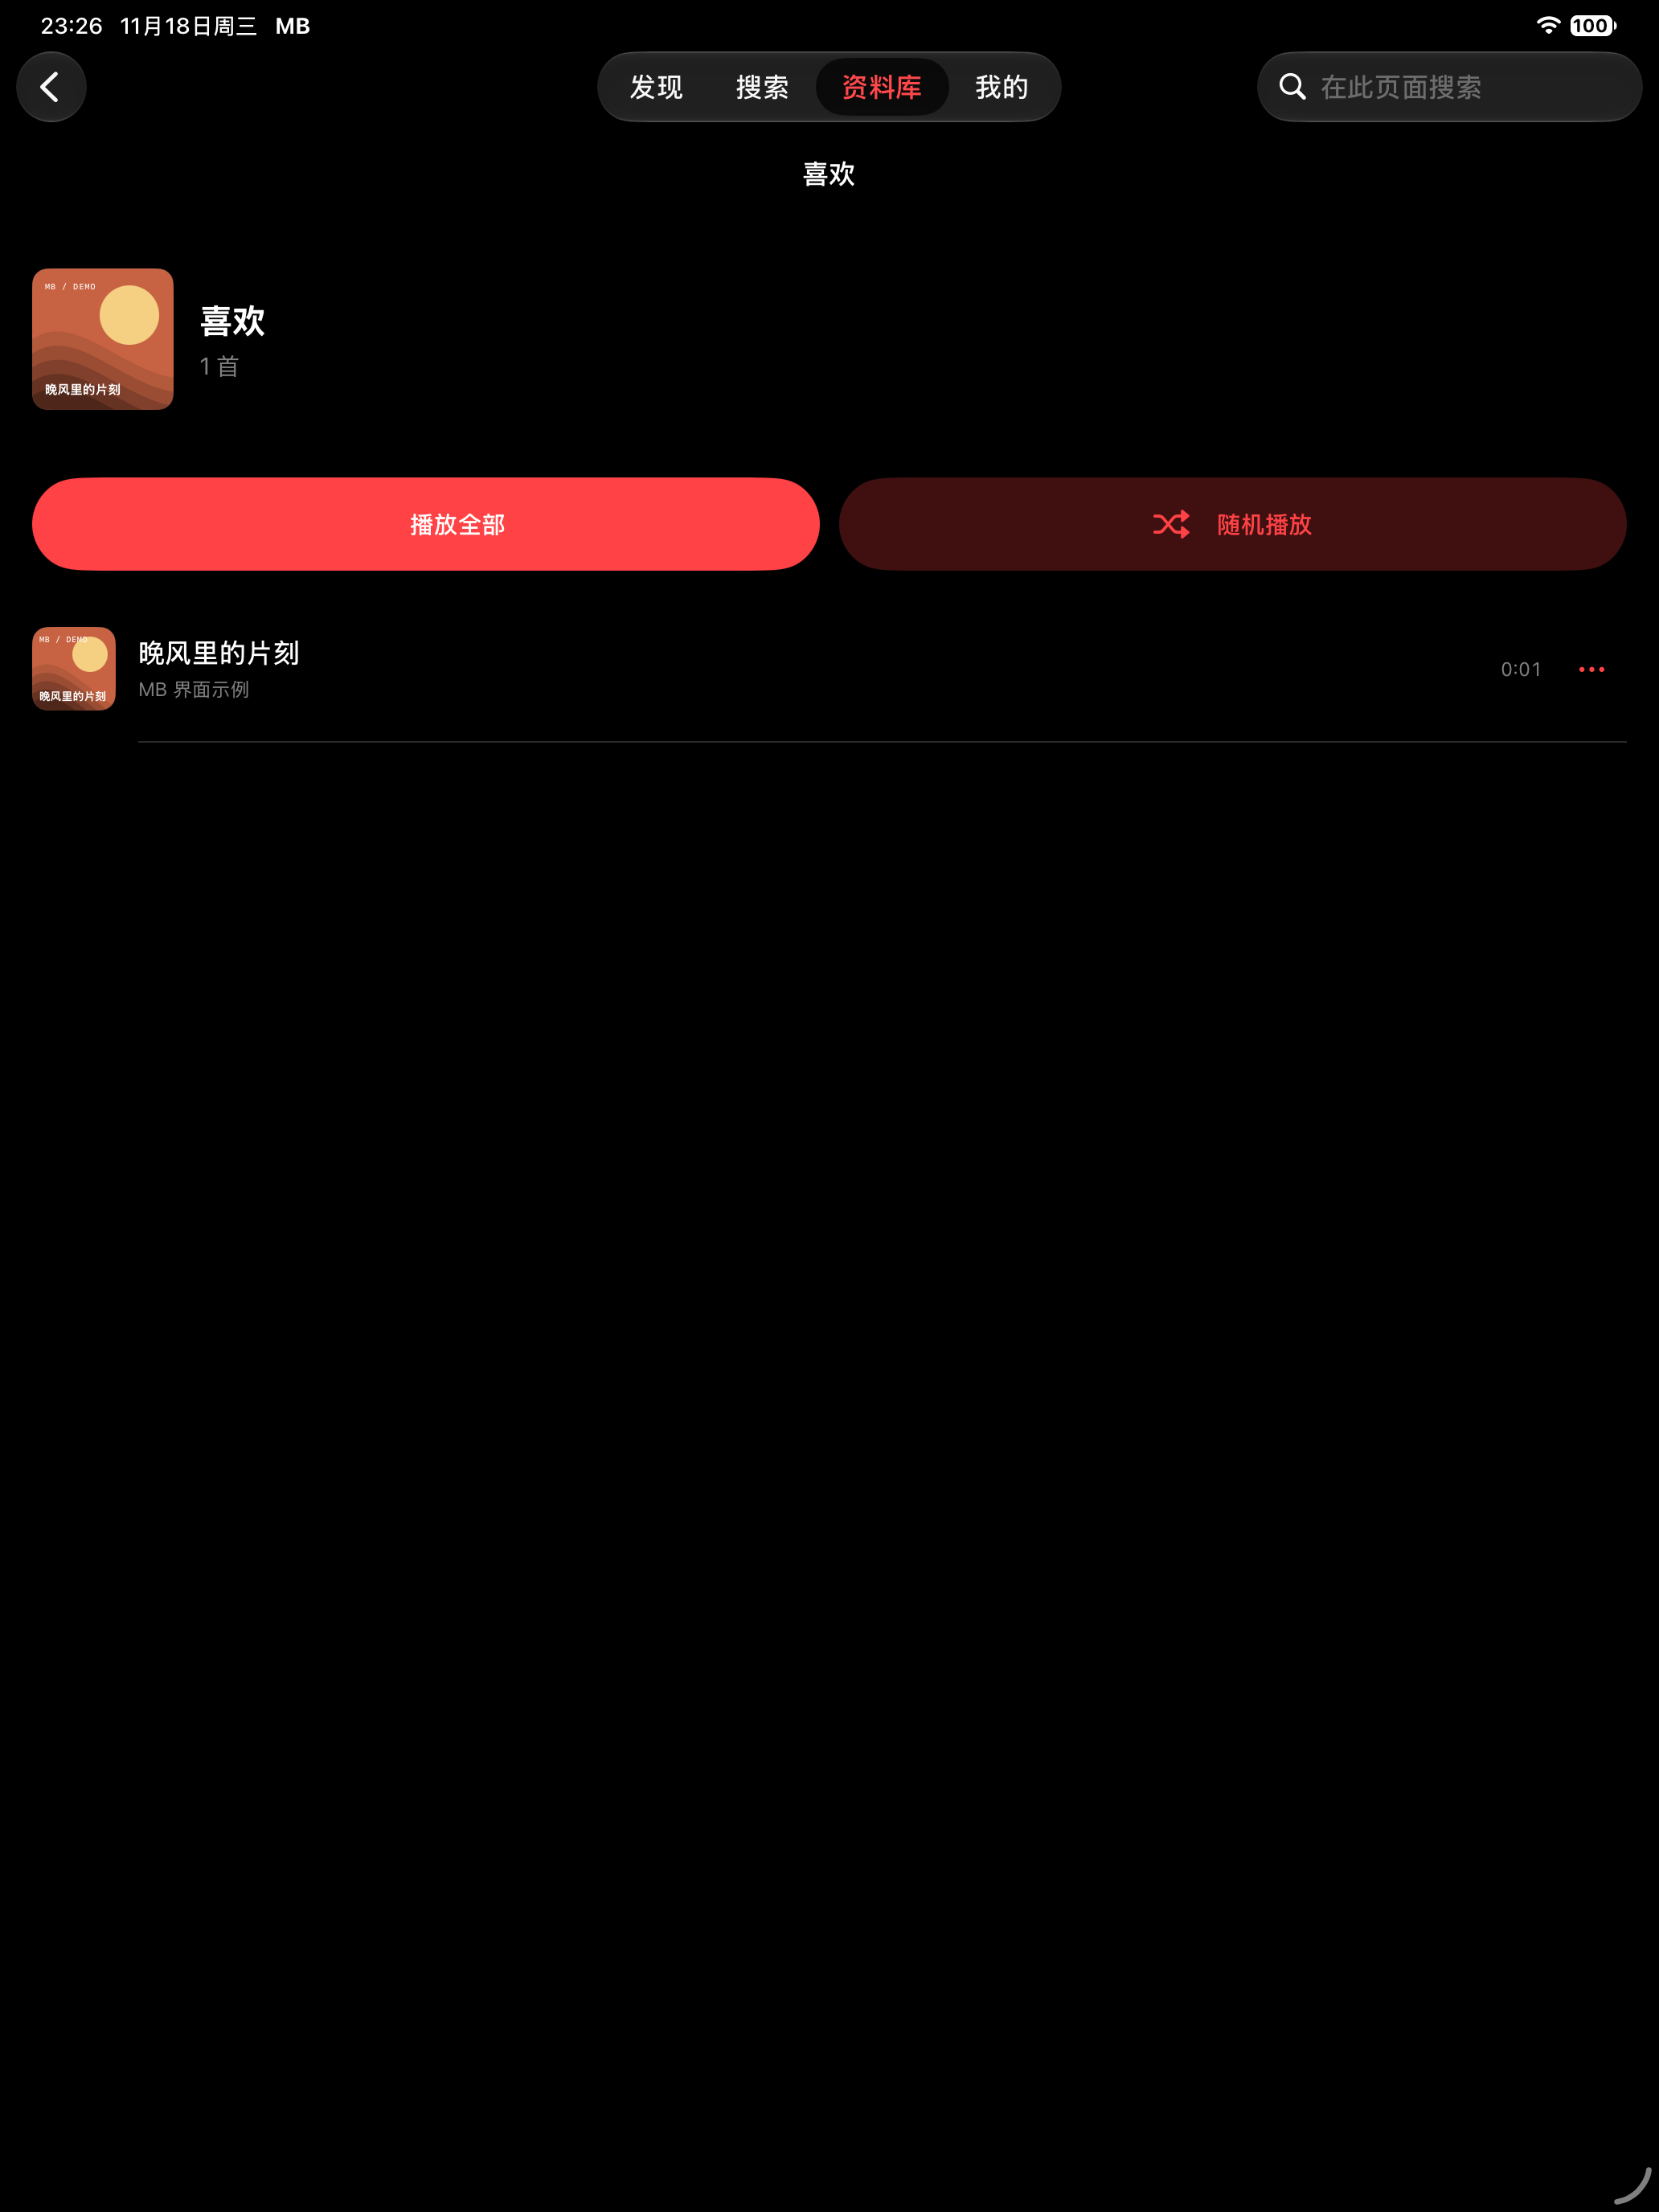 23:26 11月18日周三 MB
100
发现 搜索 资料库 我的
在此页面搜索
喜欢
MB / DEMO
晚风里的片刻
喜欢
1 首
播放全部
随机播放
MB / DEMO
晚风里的片刻
晚风里的片刻
MB 界面示例
0:01